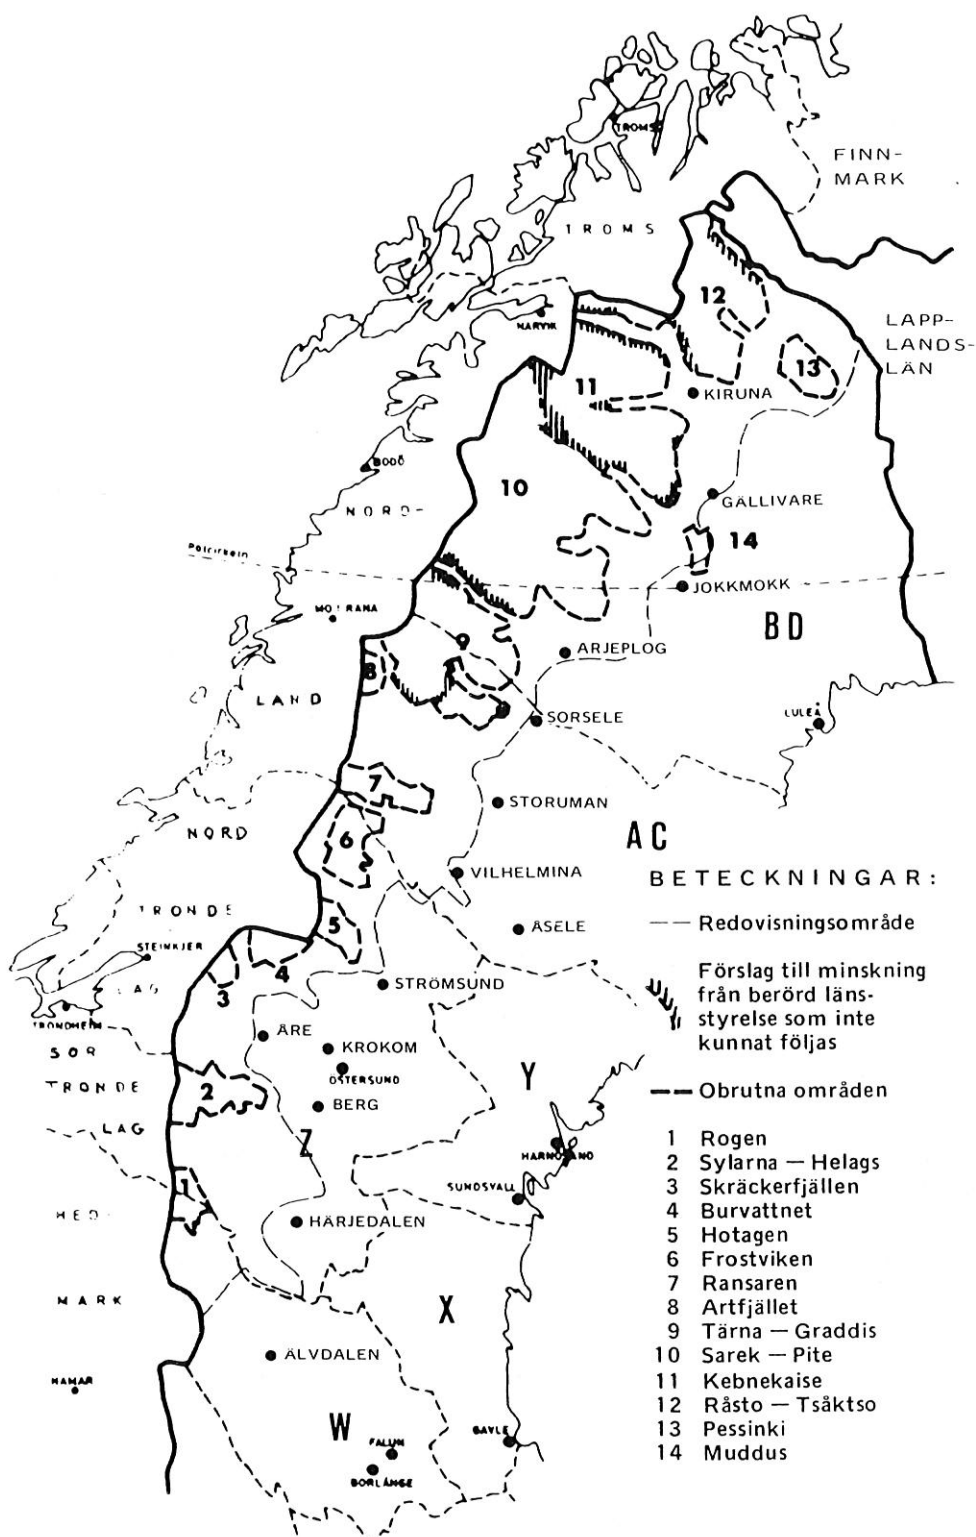 TROMS
FINN-
MARK
TROMS
12
LAPP-
LANDS-
LÄN
NARVIK
13
11
KIRUNA
BODÖ
10
GÄLLIVARE
NORD-
14
Polcirkeln
JOKKMOKK
MO I RANA
BD
9
ARJEPLOG
8
LAND
LULEÅ
SORSELE
7
STORUMAN
NORD
6
AC
VILHELMINA
BETECKNINGAR:
TRONDE
5
ÅSELE
Redovisningsområde
STEINKJER
4
LAG
3
STRÖMSUND
Förslag till minskning
från berörd läns-
styrelse som inte
kunnat följas
TRONDHEIM
ÅRE
SOR
KROKOM
ÖSTERSUND
Y
TRONDE
2
BERG
Obrutna områden
LAG
Z
HÄRNÖSAND
1 Rogen
2 Sylarna — Helags
3 Skräckerfjällen
4 Burvattnet
5 Hotagen
6 Frostviken
7 Ransaren
8 Artfjället
9 Tärna — Graddis
10 Sarek — Pite
11 Kebnekaise
12 Råsto — Tsåktso
13 Pessinki
14 Muddus
1
SUNDSVALL
HED-
HÄRJEDALEN
MARK
X
ÄLVDALEN
HAMAR
W
GÄVLE
FALUN
BORLÄNGE